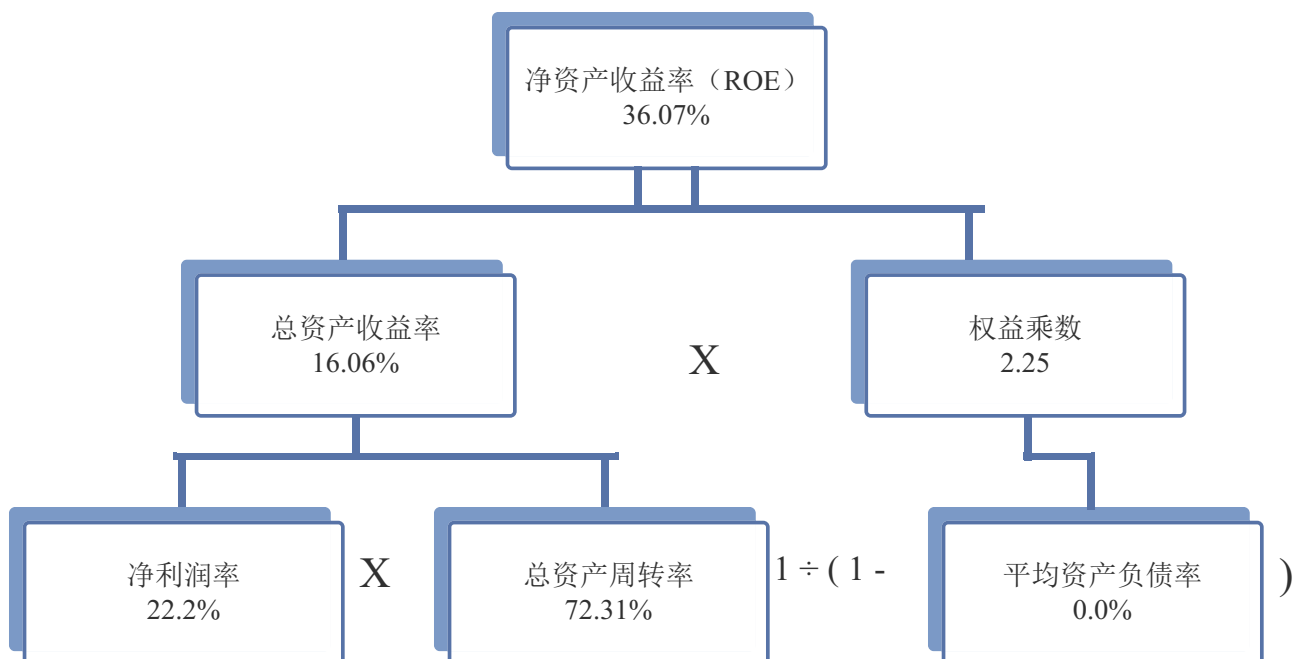 净资产收益率（ROE）
36.07%
总资产收益率
16.06%
X
权益乘数
2.25
净利润率
22.2%
X
总资产周转率
72.31%
1 ÷ ( 1 -
平均资产负债率
0.0%
)